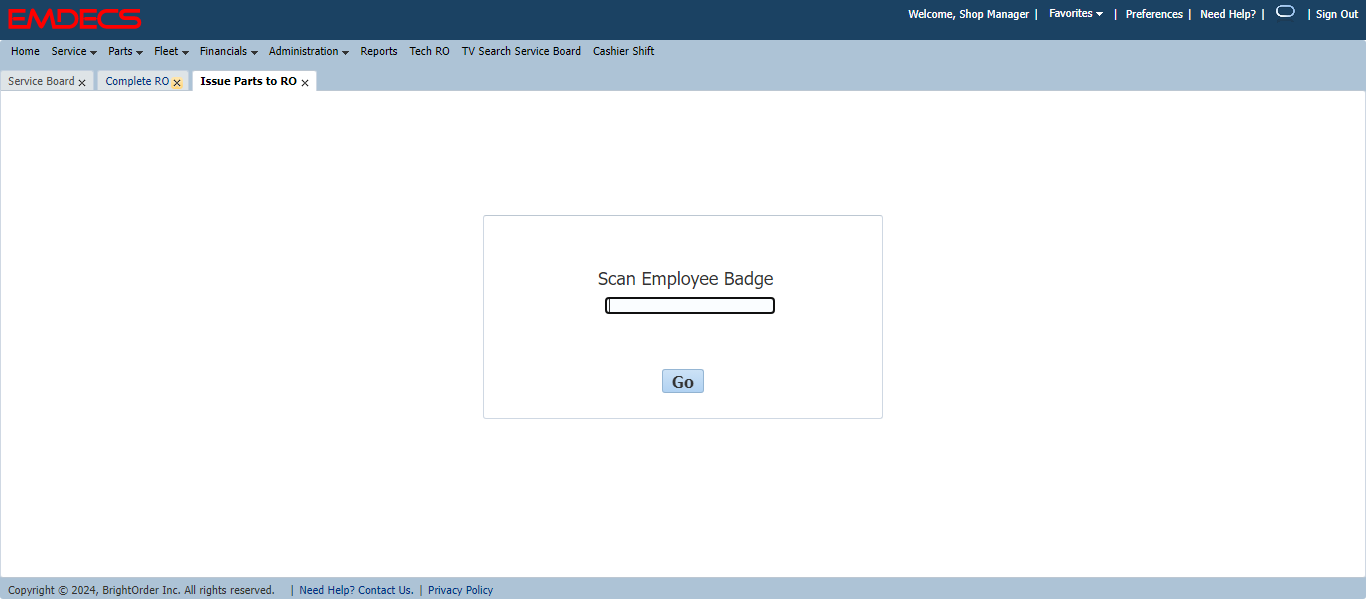 EMDECS
Welcome, Shop Manager | Favorites | Preferences | Need Help? | | Sign Out
Home Service Parts Fleet Financials Administration Reports Tech RO TV Search Service Board Cashier Shift
Service Board Complete RO Issue Parts to RO
Scan Employee Badge
Go
Copyright © 2024, BrightOrder Inc. All rights reserved. | Need Help? Contact Us. | Privacy Policy